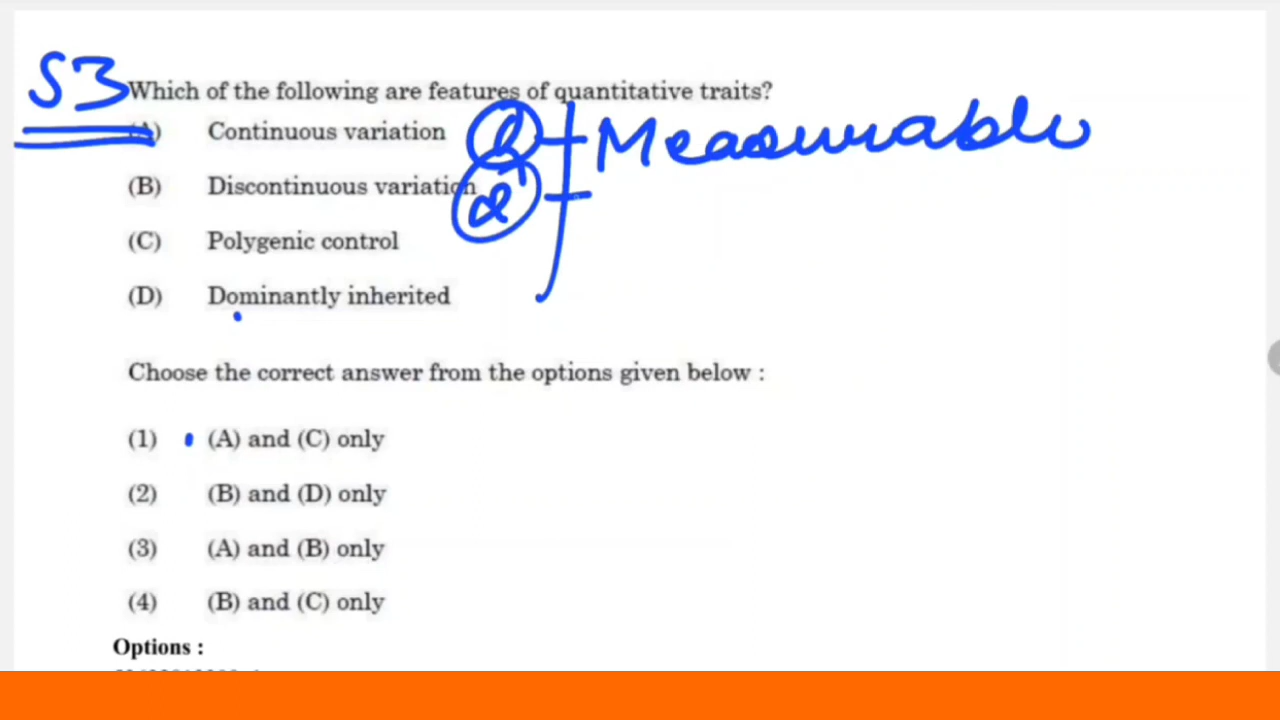 S3
Which of the following are features of quantitative traits?
(A) Continuous variation
Measurable
(B) Discontinuous variation
(C) Polygenic control
(D) Dominantly inherited
Choose the correct answer from the options given below :
(1) (A) and (C) only
(2) (B) and (D) only
(3) (A) and (B) only
(4) (B) and (C) only
Options :